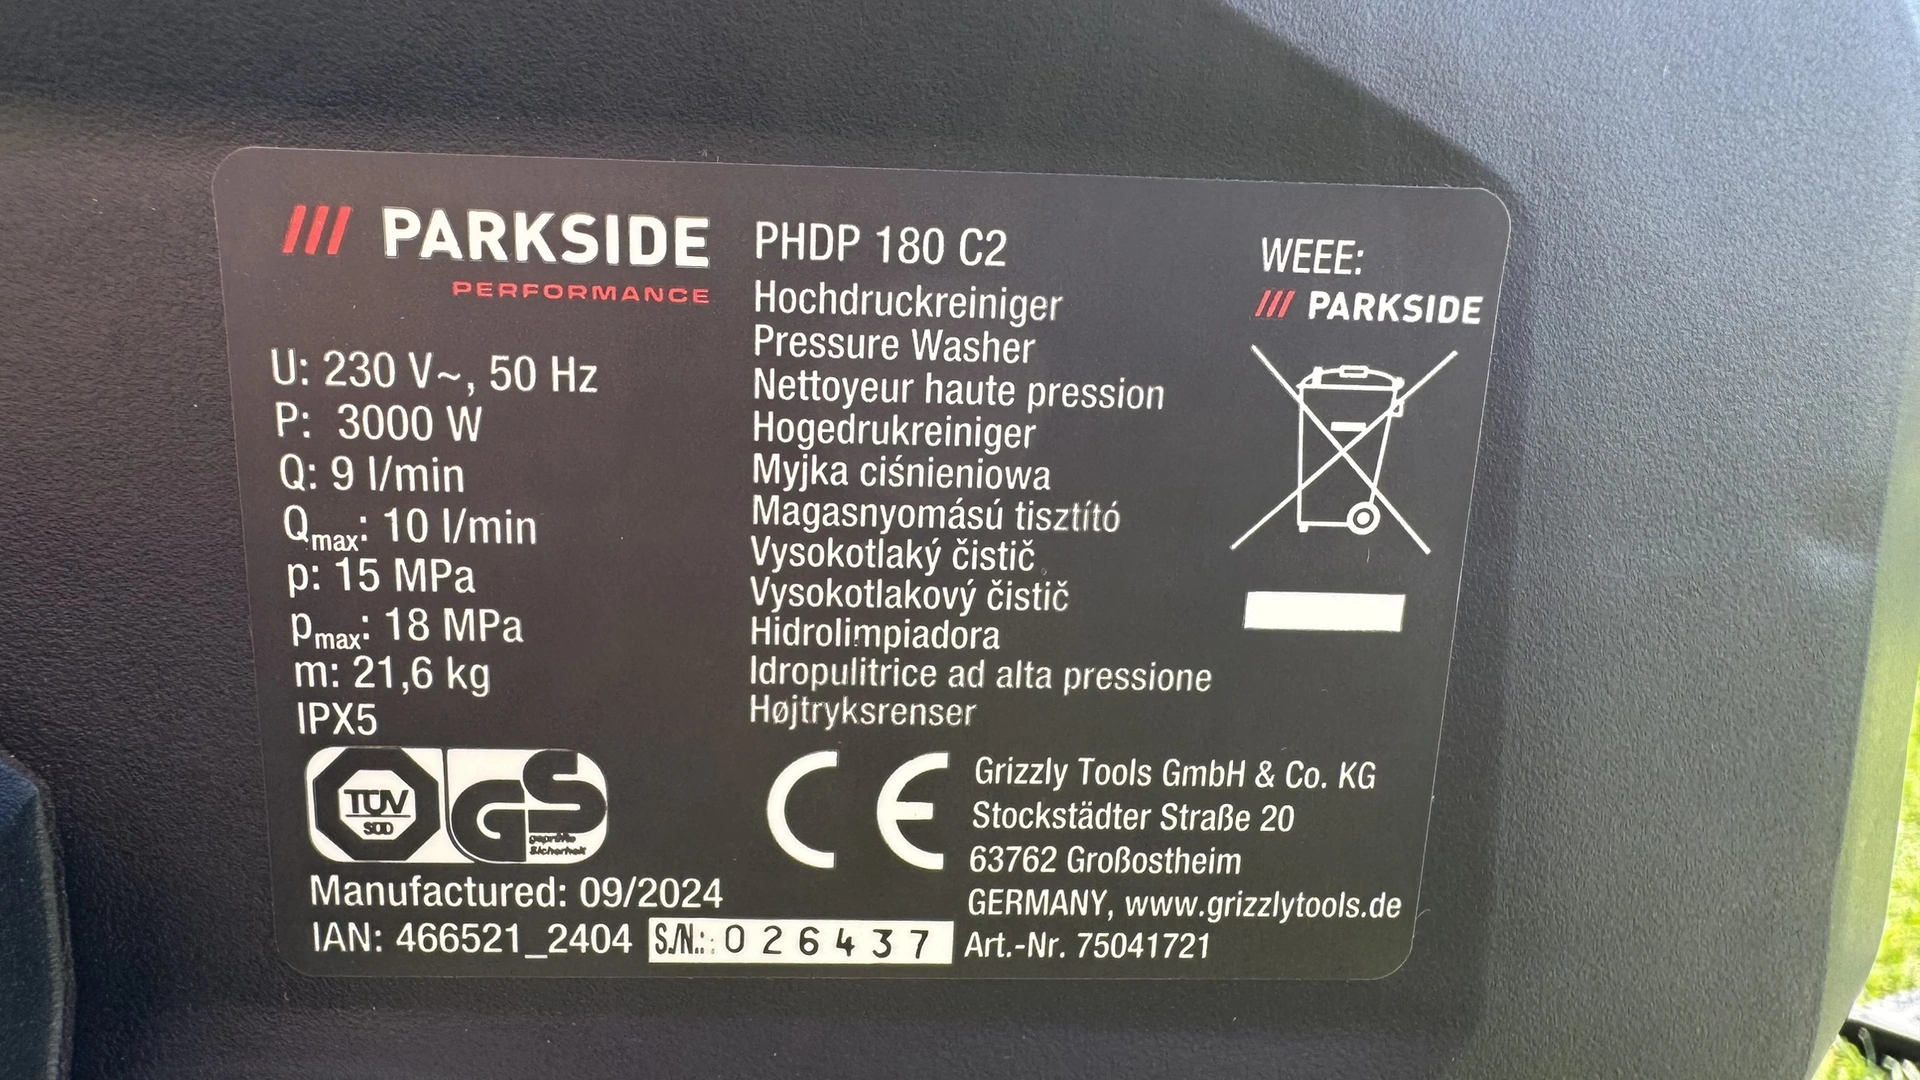 PARKSIDE
PERFORMANCE
U: 230 V~, 50 Hz
P: 3000 W
Q: 9 l/min
Qmax: 10 l/min
p: 15 MPa
pmax: 18 MPa
m: 21,6 kg
IPX5
TÜV
SÜD
GS
geprüfte
Sicherheit
Manufactured: 09/2024
IAN: 466521_2404
S./N.: 026437
PHDP 180 C2
Hochdruckreiniger
Pressure Washer
Nettoyeur haute pression
Hogedrukreiniger
Myjka ciśnieniowa
Magasnyomású tisztító
Vysokotlaký čistič
Vysokotlakový čistič
Hidrolimpiadora
Idropulitrice ad alta pressione
Højtryksrenser
CE
Grizzly Tools GmbH & Co. KG
Stockstädter Straße 20
63762 Großostheim
GERMANY, www.grizzlytools.de
Art.-Nr. 75041721
WEEE:
PARKSIDE